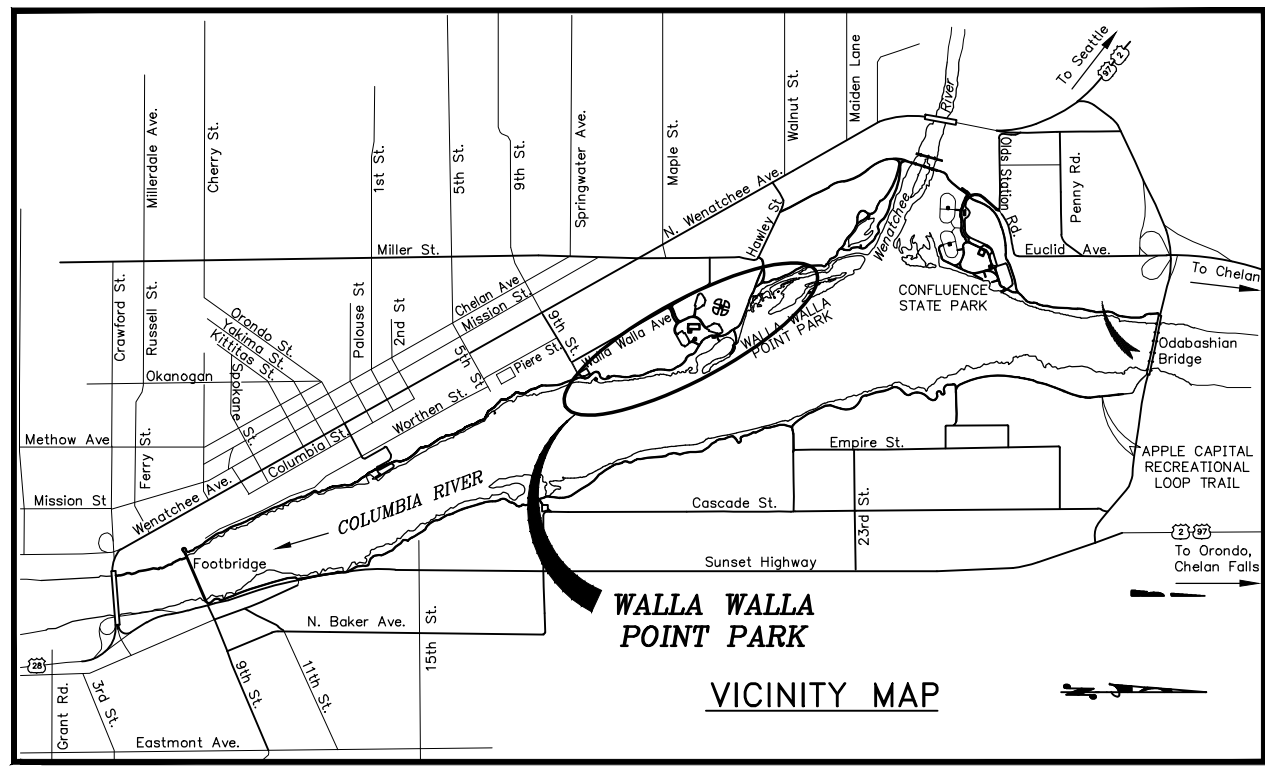 To Seattle
97 2
Millerdale Ave.
Cherry St.
1st St.
5th St.
9th St.
Springwater Ave.
Maple St.
Walnut St.
Maiden Lane
River
Olds Station Rd.
Penny Rd.
N. Wenatchee Ave.
Hawley St
Wenatchee
Miller St.
Euclid Ave.
To Chelan
Crawford St.
Russell St.
Orondo St.
Yakima St.
Kittitas St.
Palouse St
2nd St
Chelan Ave
Mission St.
9th St.
Walla Walla Ave
WALLA WALLA
POINT PARK
CONFLUENCE
STATE PARK
Odabashian
Bridge
Okanogan
Spokane St.
5th St
Piere St.
Worthen St.
Methow Ave
Ferry St.
Columbia St.
Empire St.
APPLE CAPITAL
RECREATIONAL
LOOP TRAIL
Mission St
Wenatchee Ave.
COLUMBIA RIVER
Cascade St.
23rd St.
2 97
Footbridge
Sunset Highway
To Orondo,
Chelan Falls
WALLA WALLA
POINT PARK
N. Baker Ave.
15th St.
28
9th St.
11th St.
3rd St.
Grant Rd.
Eastmont Ave.
VICINITY MAP